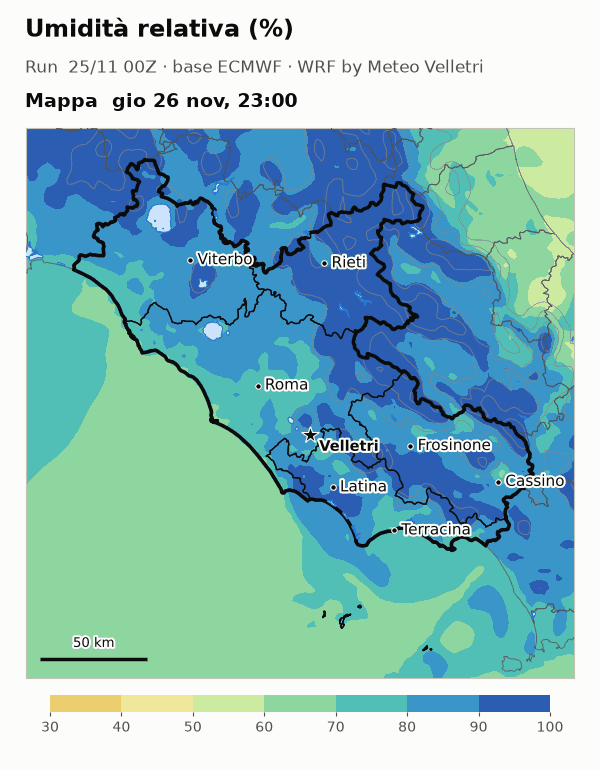 Umidità relativa (%)
Run 25/11 00Z · base ECMWF · WRF by Meteo Velletri
Mappa gio 26 nov, 23:00
Viterbo
Rieti
Roma
Velletri
Frosinone
Latina
Cassino
Terracina
50 km
30 40 50 60 70 80 90 100